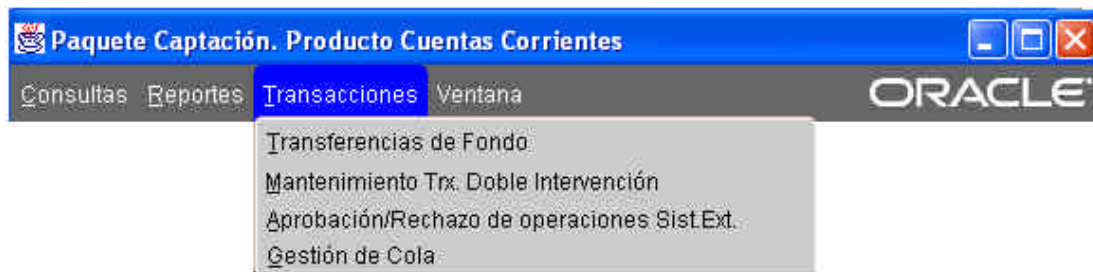 Paquete Captación. Producto Cuentas Corrientes
Consultas Reportes Transacciones Ventana ORACLE
Transferencias de Fondo
Mantenimiento Trx. Doble Intervención
Aprobación/Rechazo de operaciones Sist.Ext.
Gestión de Cola